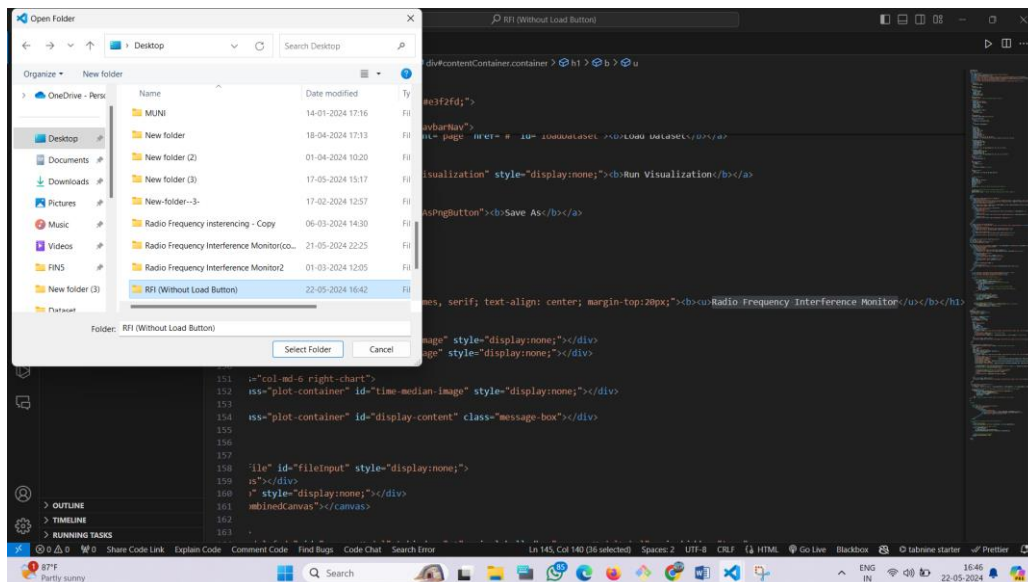 Open Folder
RFI (Without Load Button)
Desktop
Search Desktop
Organize
New folder
OneDrive - Persc
Desktop
Documents
Downloads
Pictures
Music
Videos
FINS
New folder (3)
Dataset
Name Date modified Ty
MUNI 14-01-2024 17:16 Fil
New folder 18-04-2024 17:13 Fil
New folder (2) 01-04-2024 10:20 Fil
New folder (3) 17-05-2024 15:17 Fil
New-folder--3- 17-02-2024 12:57 Fil
Radio Frequency insterencing - Copy 06-03-2024 14:30 Fil
Radio Frequency Interference Monitor(co... 21-05-2024 22:25 Fil
Radio Frequency Interference Monitor2 01-03-2024 12:05 Fil
RFI (Without Load Button) 22-05-2024 16:42 Fil
Folder: RFI (Without Load Button)
Select Folder Cancel
div#contentContainer.container > h1 > b > u
#e3f2fd;">
avbarNav">
"page" href="#" id="loadDataset"><b>Load Dataset</b></a>
isualization" style="display:none;"><b>Run Visualization</b></a>
AsPngButton"><b>Save As</b></a>
mes, serif; text-align: center; margin-top:20px;"><b><u>Radio Frequency Interference Monitor</u></b></h1>
mage" style="display:none;"></div>
age" style="display:none;"></div>
151 ;="col-md-6 right-chart">
152 iss="plot-container" id="time-median-image" style="display:none;"></div>
153
154 iss="plot-container" id="display-content" class="message-box"></div>
155
156
157
158 file" id="fileInput" style="display:none;">
159 is"></div>
160 )" style="display:none;"></div>
161 mbinedCanvas"></canvas>
162
163
OUTLINE
TIMELINE
RUNNING TASKS
0 0 0 Share Code Link Explain Code Comment Code Find Bugs Code Chat Search Error Ln 145, Col 140 (36 selected) Spaces: 2 UTF-8 CRLF HTML Go Live Blackbox tabnine starter Prettier
87°F
Partly sunny
Search
85
ENG
IN
16:46
22-05-2024